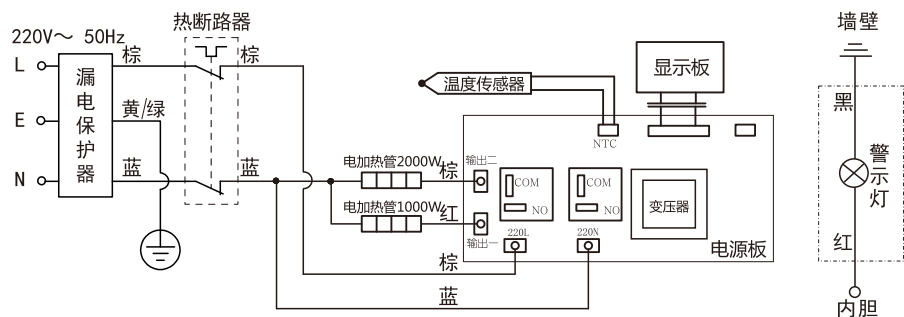 热断路器
220V～ 50Hz
棕
棕
L
E
N
漏电保护器
黄/绿
蓝
蓝
电加热管2000W
棕
电加热管1000W
红
温度传感器
显示板
NTC
输出二
输出一
COM
NO
COM
NO
变压器
220L
220N
电源板
棕
蓝
墙壁
黑
警示灯
红
内胆